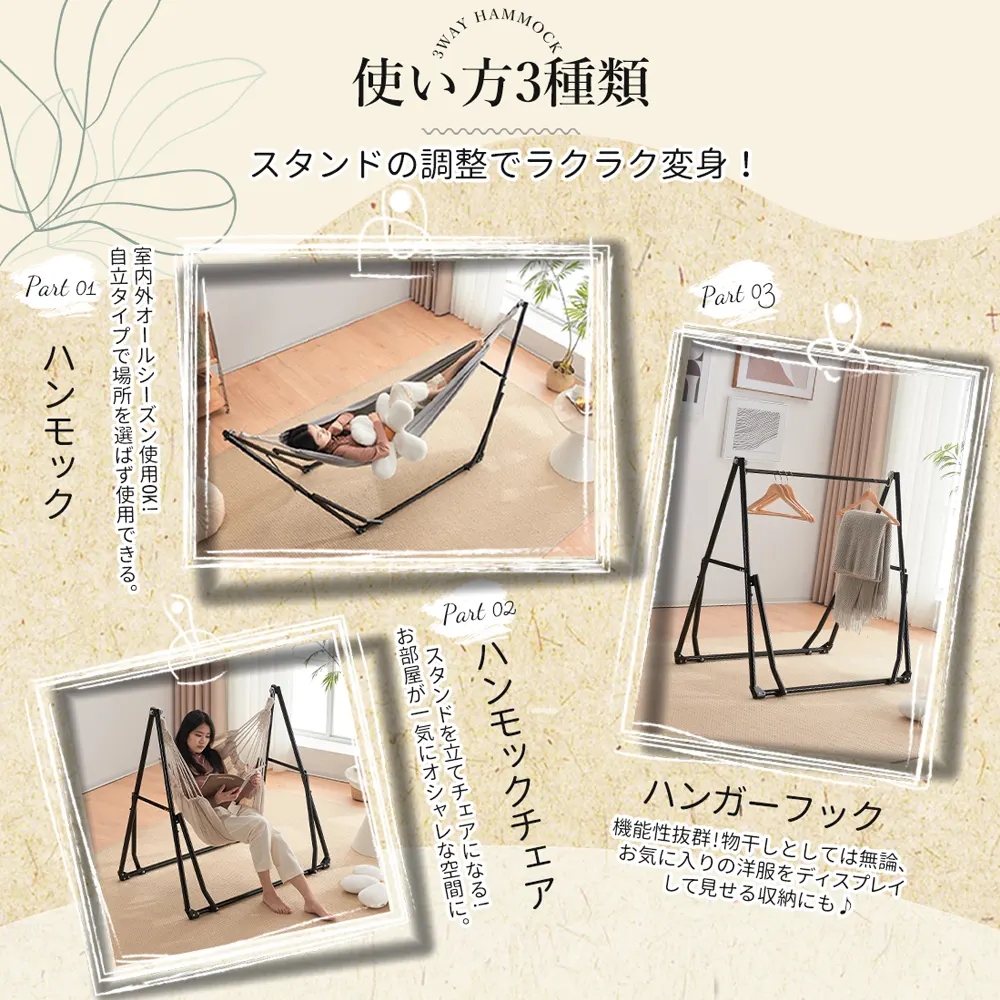 3WAY HAMMOCK
使い方3種類
スタンドの調整でラクラク変身！
Part 01
ハンモック
室内外オールシーズン使用OK!
自立タイプで場所を選ばず使用できる。
Part 02
ハンモックチェア
スタンドを立てチェアになる!
お部屋が一気にオシャレな空間に。
Part 03
ハンガーフック
機能性抜群!物干しとしては無論、
お気に入りの洋服をディスプレイ
して見せる収納にも♪